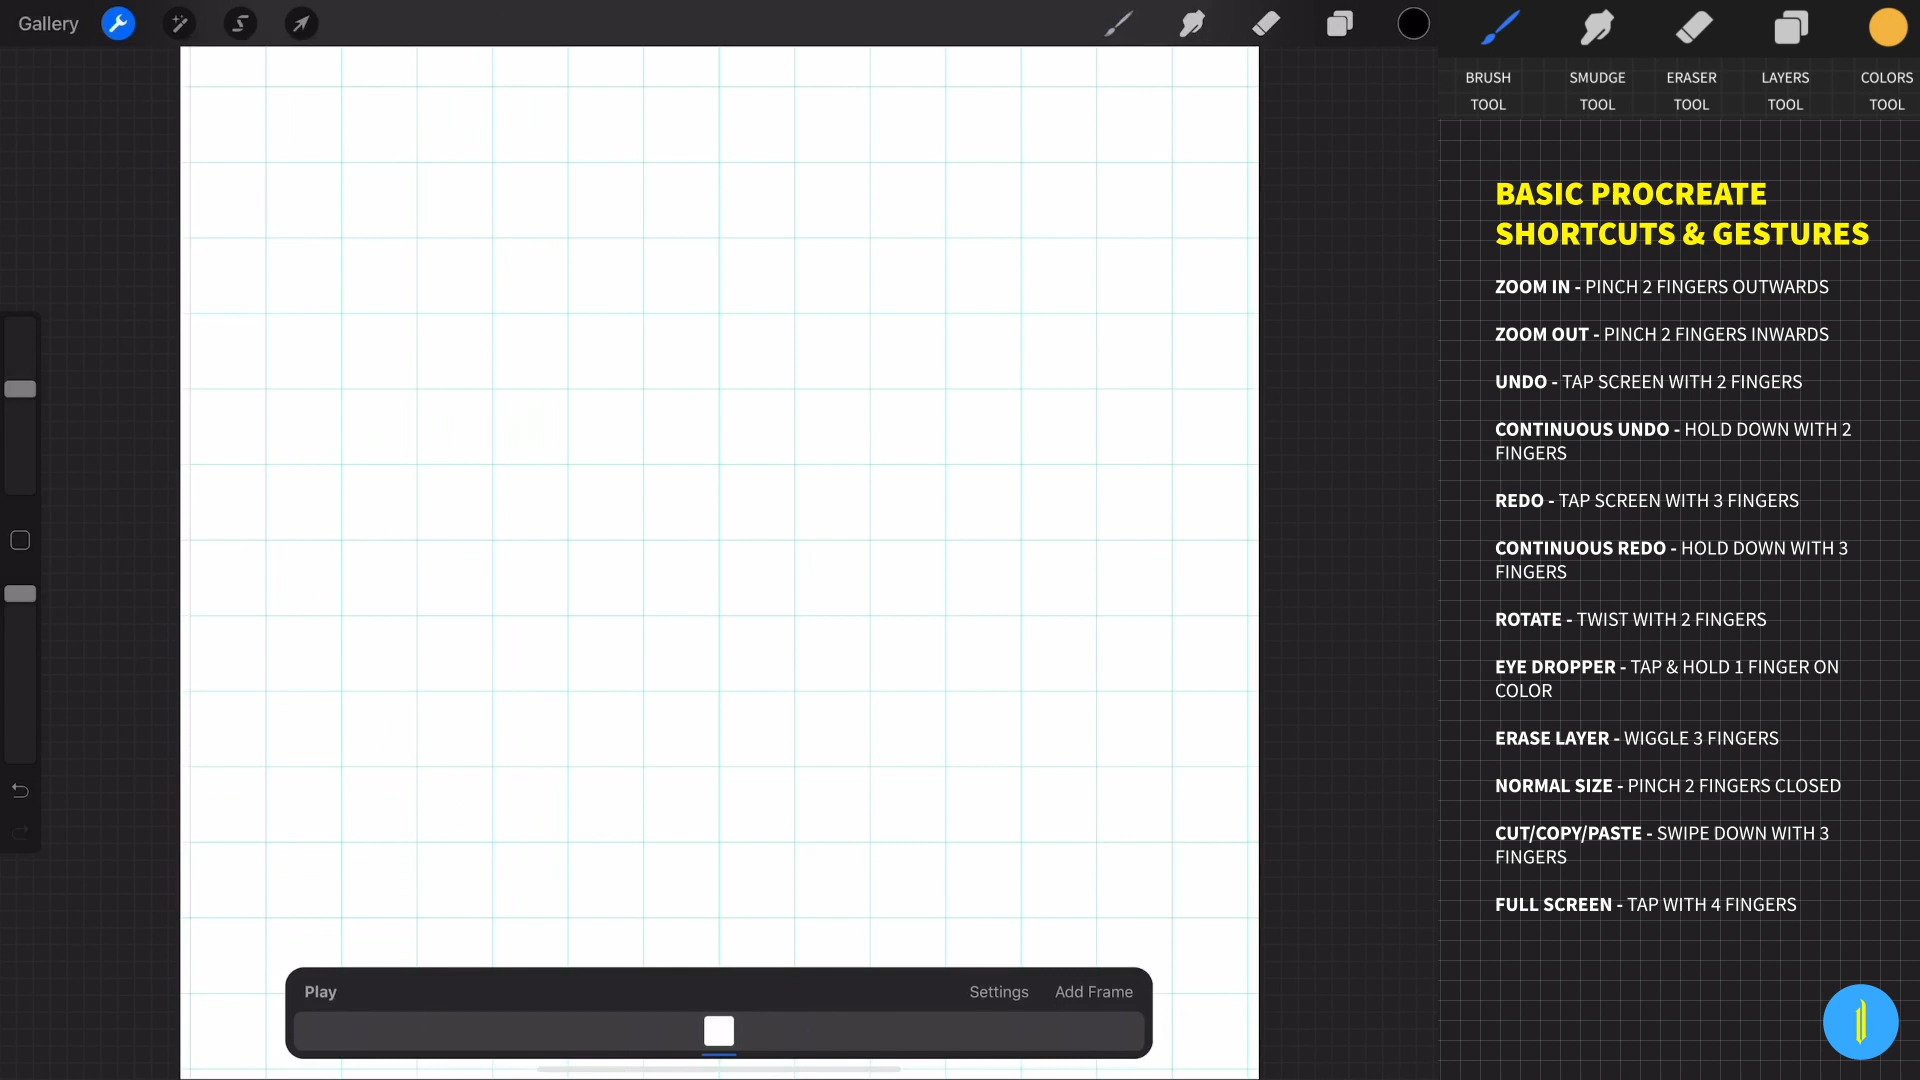 Gallery
BRUSH TOOL
SMUDGE TOOL
ERASER TOOL
LAYERS TOOL
COLORS TOOL
BASIC PROCREATE
SHORTCUTS & GESTURES
ZOOM IN - PINCH 2 FINGERS OUTWARDS
ZOOM OUT - PINCH 2 FINGERS INWARDS
UNDO - TAP SCREEN WITH 2 FINGERS
CONTINUOUS UNDO - HOLD DOWN WITH 2
FINGERS
REDO - TAP SCREEN WITH 3 FINGERS
CONTINUOUS REDO - HOLD DOWN WITH 3
FINGERS
ROTATE - TWIST WITH 2 FINGERS
EYE DROPPER - TAP & HOLD 1 FINGER ON
COLOR
ERASE LAYER - WIGGLE 3 FINGERS
NORMAL SIZE - PINCH 2 FINGERS CLOSED
CUT/COPY/PASTE - SWIPE DOWN WITH 3
FINGERS
FULL SCREEN - TAP WITH 4 FINGERS
Play
Settings
Add Frame